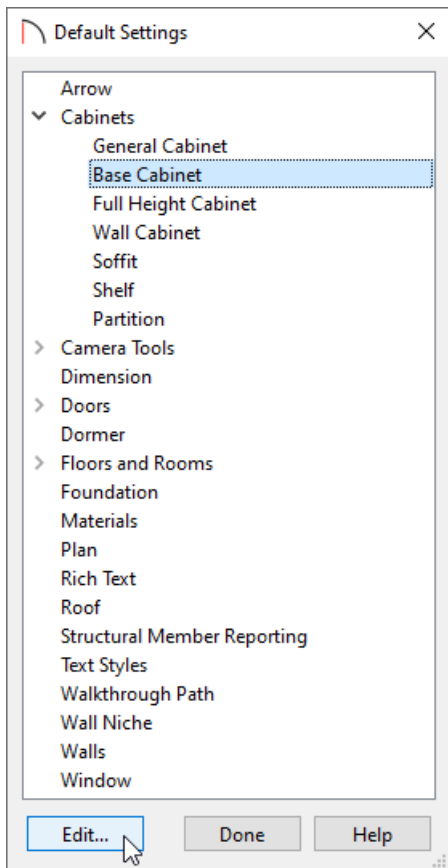 Default Settings
Arrow
Cabinets
General Cabinet
Base Cabinet
Full Height Cabinet
Wall Cabinet
Soffit
Shelf
Partition
Camera Tools
Dimension
Doors
Dormer
Floors and Rooms
Foundation
Materials
Plan
Rich Text
Roof
Structural Member Reporting
Text Styles
Walkthrough Path
Wall Niche
Walls
Window
Edit... Done Help